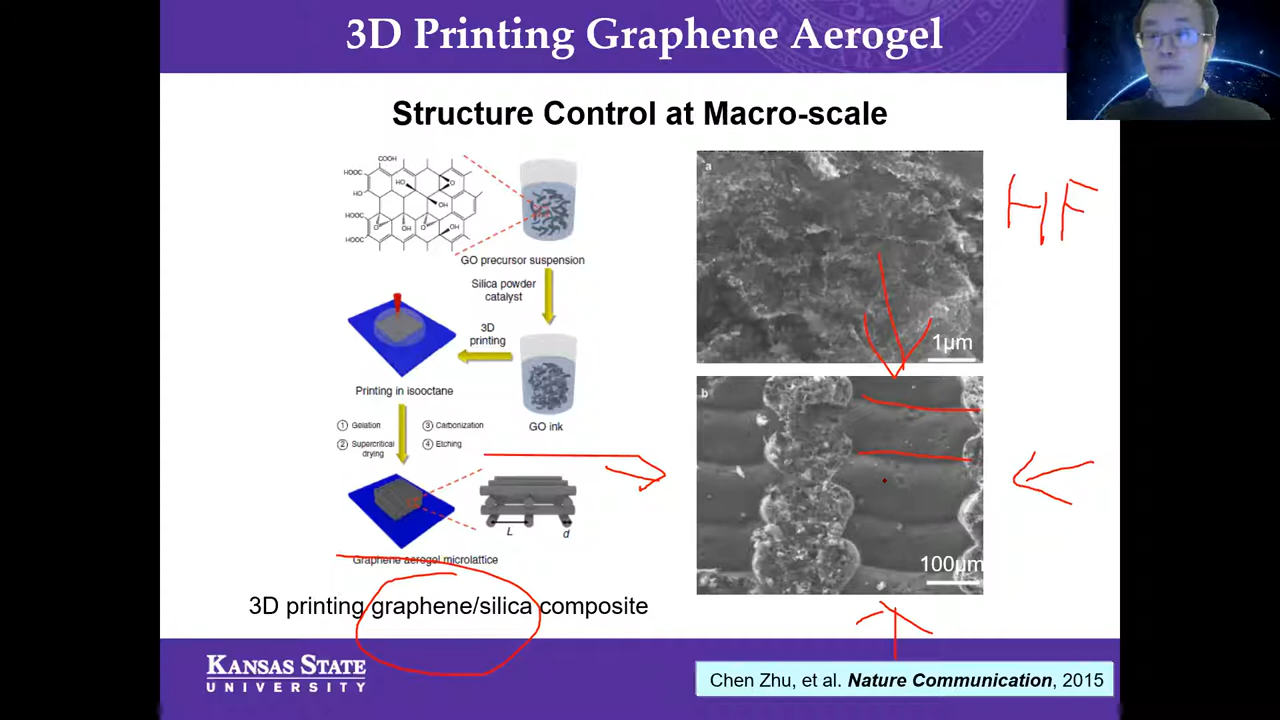 3D Printing Graphene Aerogel
Structure Control at Macro-scale
COOH
HOOC
HO
HO
O
OH
HOOC
O
OH
O
OH
HOOC
GO precursor suspension
Silica powder
catalyst
3D
printing
Printing in isooctane
GO ink
1 Gelation
3 Carbonization
2 Supercritical
drying
4 Etching
L
d
Graphene aerogel microlattice
3D printing graphene/silica composite
a
1µm
b
100µm
HF
KANSAS STATE
UNIVERSITY
Chen Zhu, et al. Nature Communication, 2015